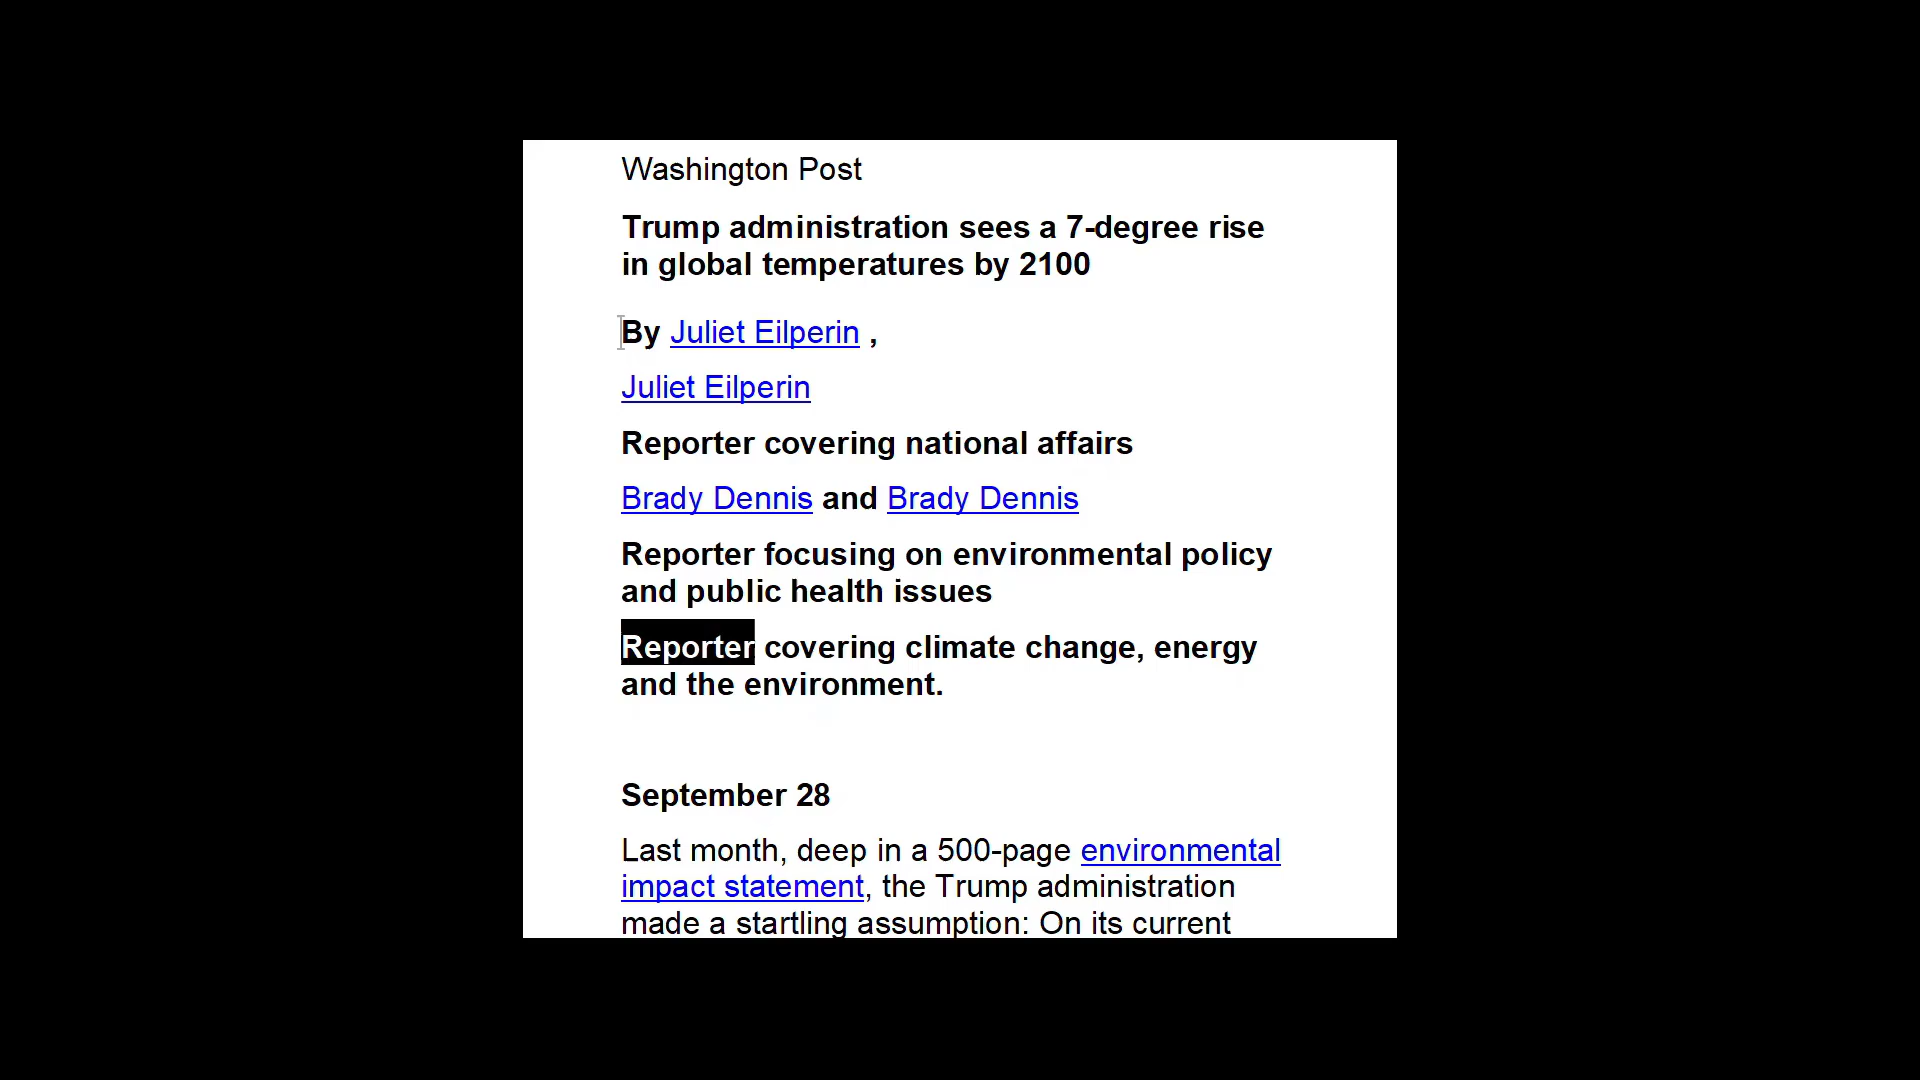 Washington Post
Trump administration sees a 7-degree rise
in global temperatures by 2100
By Juliet Eilperin ,
Juliet Eilperin
Reporter covering national affairs
Brady Dennis and Brady Dennis
Reporter focusing on environmental policy
and public health issues
Reporter covering climate change, energy
and the environment.
September 28
Last month, deep in a 500-page environmental
impact statement, the Trump administration
made a startling assumption: On its current